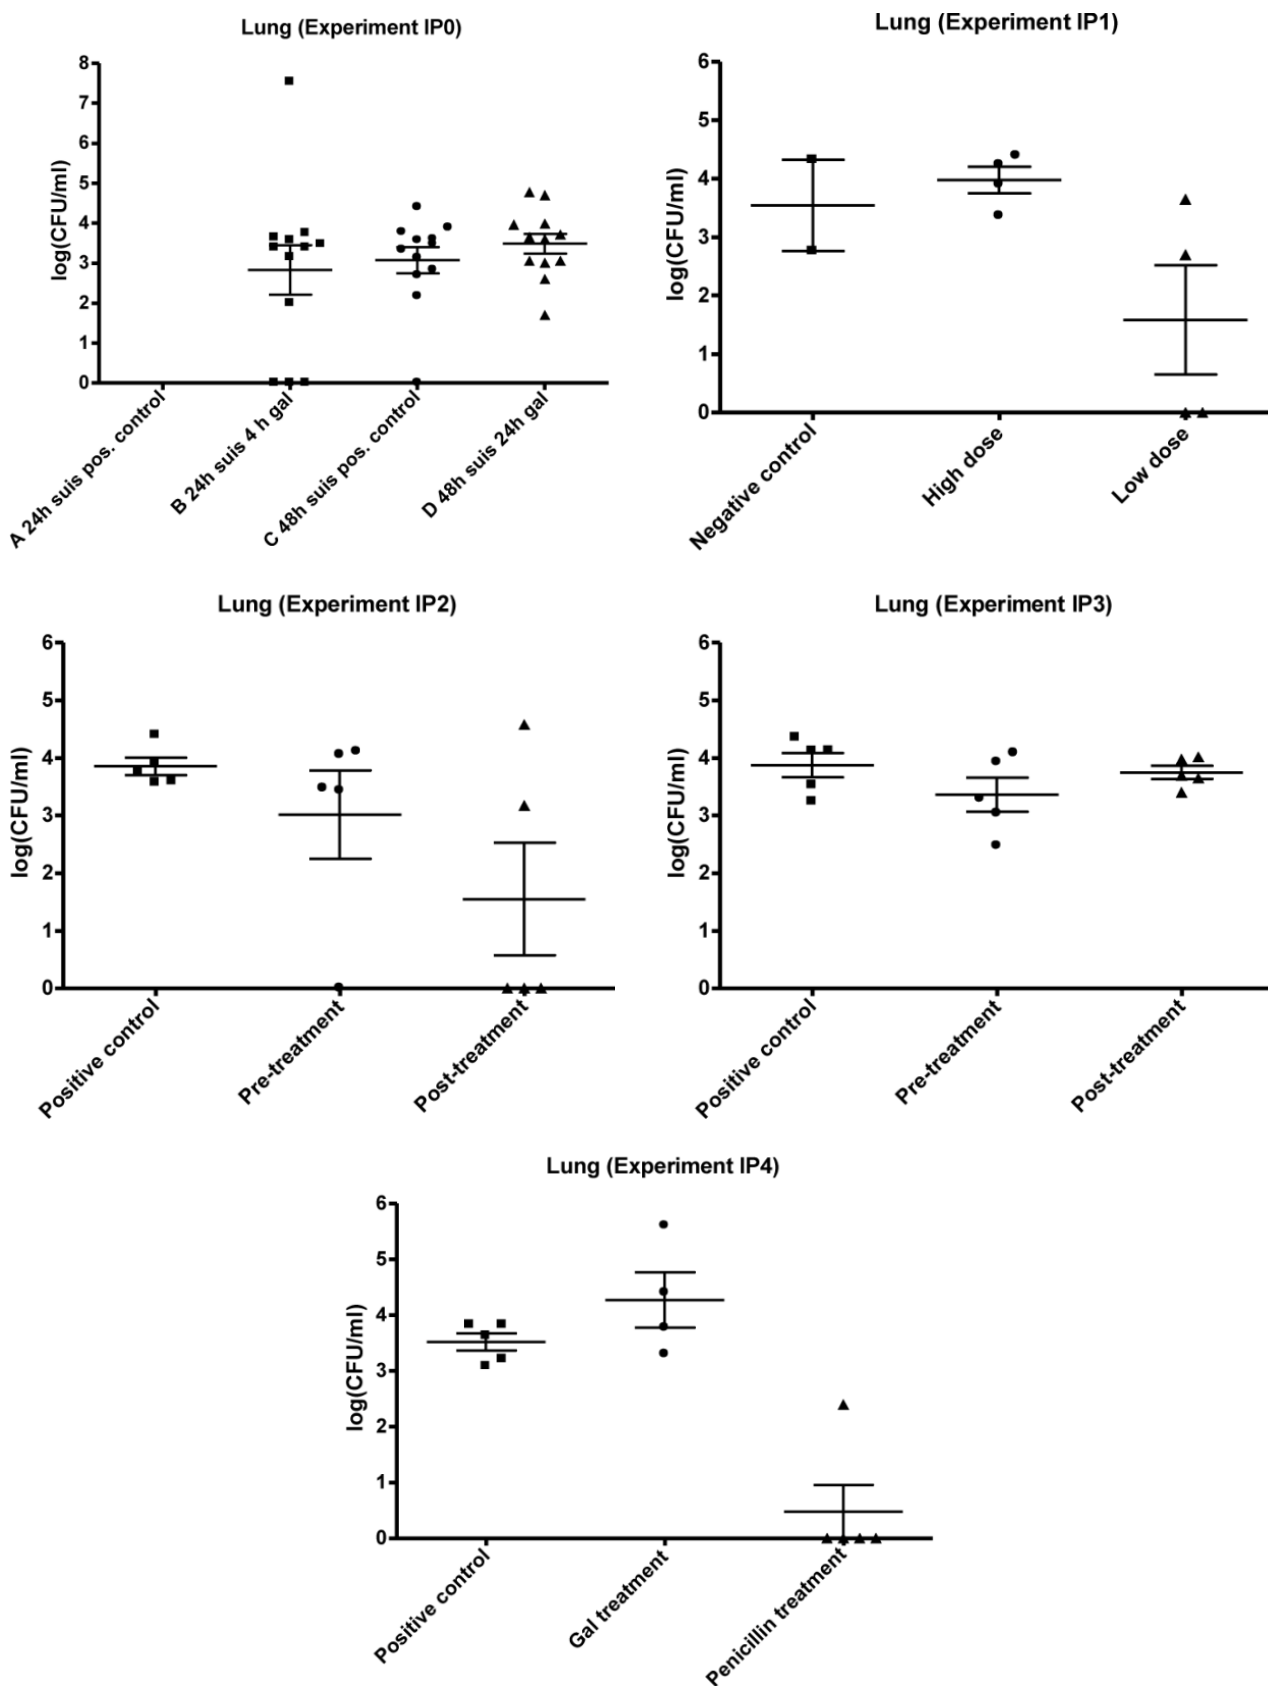 Lung (Experiment IP0)
log(CFU/ml)
8
7
6
5
4
3
2
1
0
A 24h suis pos. control
B 24h suis 4 h gal
C 48h suis pos. control
D 48h suis 24h gal
Lung (Experiment IP1)
log(CFU/ml)
6
5
4
3
2
1
0
Negative control
High dose
Low dose
Lung (Experiment IP2)
log(CFU/ml)
6
5
4
3
2
1
0
Positive control
Pre-treatment
Post-treatment
Lung (Experiment IP3)
log(CFU/ml)
6
5
4
3
2
1
0
Positive control
Pre-treatment
Post-treatment
Lung (Experiment IP4)
log(CFU/ml)
6
5
4
3
2
1
0
Positive control
Gal treatment
Penicillin treatment